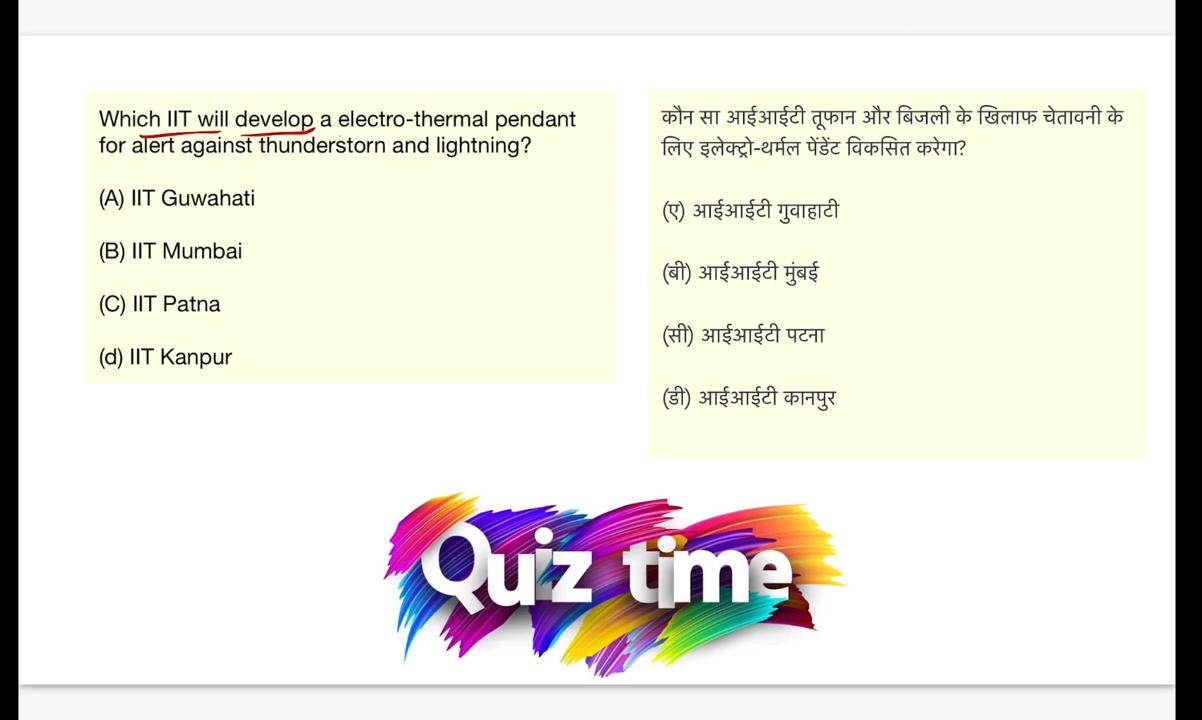 Which IIT will develop a electro-thermal pendant
for alert against thunderstorn and lightning?
(A) IIT Guwahati
(B) IIT Mumbai
(C) IIT Patna
(d) IIT Kanpur
कौन सा आईआईटी तूफान और बिजली के खिलाफ चेतावनी के
लिए इलेक्ट्रो-थर्मल पेंडेंट विकसित करेगा?
(ए) आईआईटी गुवाहाटी
(बी) आईआईटी मुंबई
(सी) आईआईटी पटना
(डी) आईआईटी कानपुर
Quiz time